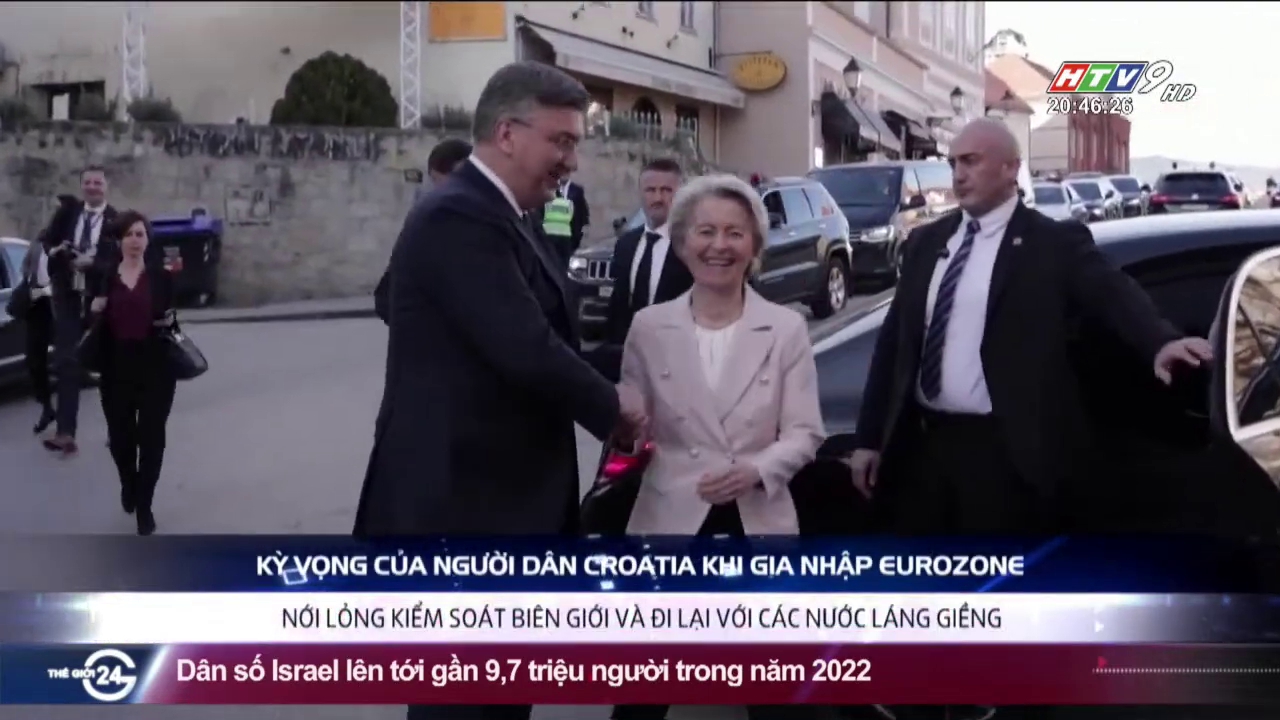 HTV9 HD
20:46:26
KỲ VỌNG CỦA NGƯỜI DÂN CROATIA KHI GIA NHẬP EUROZONE
NỚI LỎNG KIỂM SOÁT BIÊN GIỚI VÀ ĐI LẠI VỚI CÁC NƯỚC LÁNG GIỀNG
THẾ GIỚI 24G
Dân số Israel lên tới gần 9,7 triệu người trong năm 2022